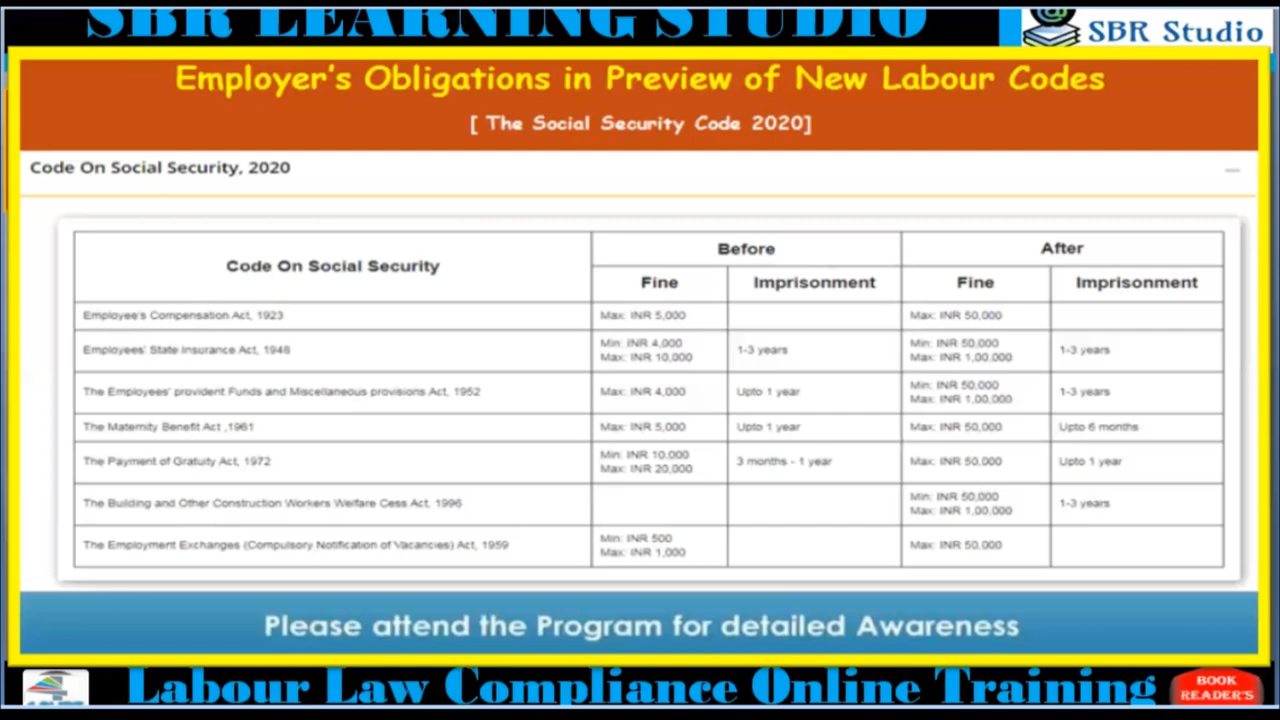 SBR LEARNING STUDIO
SBR Studio
Employer's Obligations in Preview of New Labour Codes
[ The Social Security Code 2020]
Code On Social Security, 2020
Code On Social Security
Before
After
Fine
Imprisonment
Fine
Imprisonment
Employee's Compensation Act, 1923
Max: INR 5,000
Max: INR 50,000
Employees' State Insurance Act, 1948
Min: INR 4,000
Max: INR 10,000
1-3 years
Min: INR 50,000
Max: INR 1,00,000
1-3 years
The Employees' provident Funds and Miscellaneous provisions Act, 1952
Max: INR 4,000
Upto 1 year
Min: INR 50,000
Max: INR 1,00,000
1-3 years
The Maternity Benefit Act ,1961
Max: INR 5,000
Upto 1 year
Max: INR 50,000
Upto 6 months
The Payment of Gratuity Act, 1972
Min: INR 10,000
Max: INR 20,000
3 months - 1 year
Max: INR 50,000
Upto 1 year
The Building and Other Construction Workers Welfare Cess Act, 1996
Min: INR 50,000
Max: INR 1,00,000
1-3 years
The Employment Exchanges (Compulsory Notification of Vacancies) Act, 1959
Min: INR 500
Max: INR 1,000
Max: INR 50,000
Please attend the Program for detailed Awareness
Labour Law Compliance Online Training
BOOK
READER'S